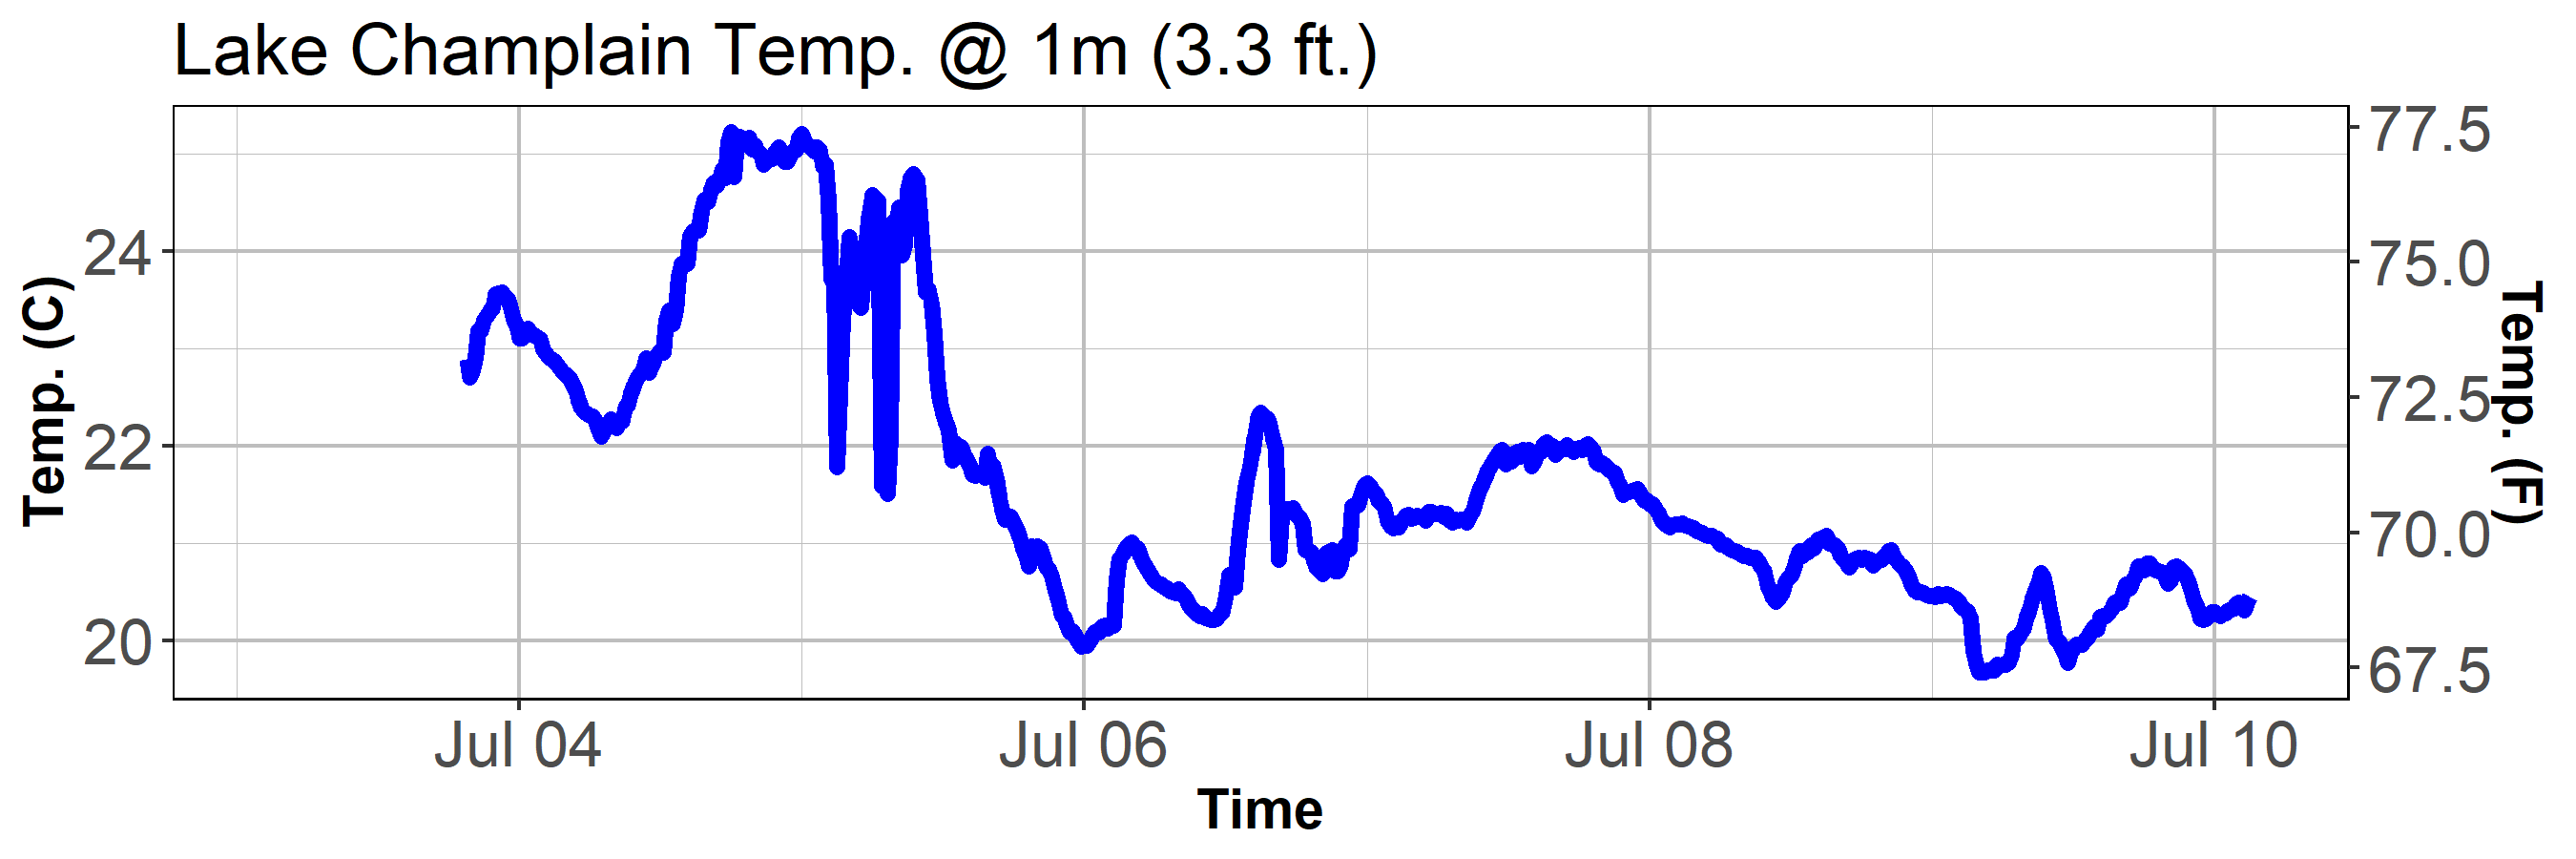 Lake Champlain Temp. @ 1m (3.3 ft.)
Temp. (C)
24
22
20
77.5
75.0
72.5
70.0
67.5
Temp. (F)
Jul 04
Jul 06
Jul 08
Jul 10
Time